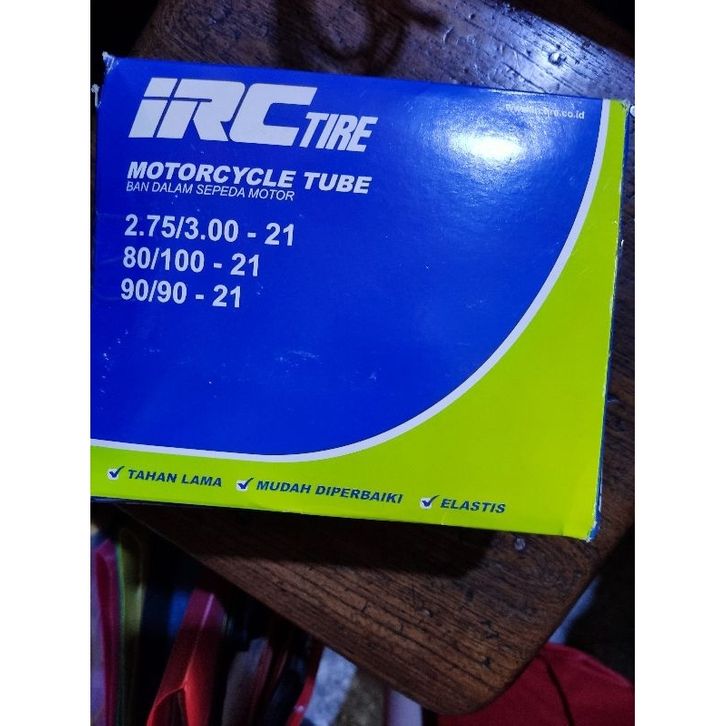 iRC TIRE
MOTORCYCLE TUBE
BAN DALAM SEPEDA MOTOR
2.75/3.00 - 21
80/100 - 21
90/90 - 21
TAHAN LAMA
MUDAH DIPERBAIKI
ELASTIS